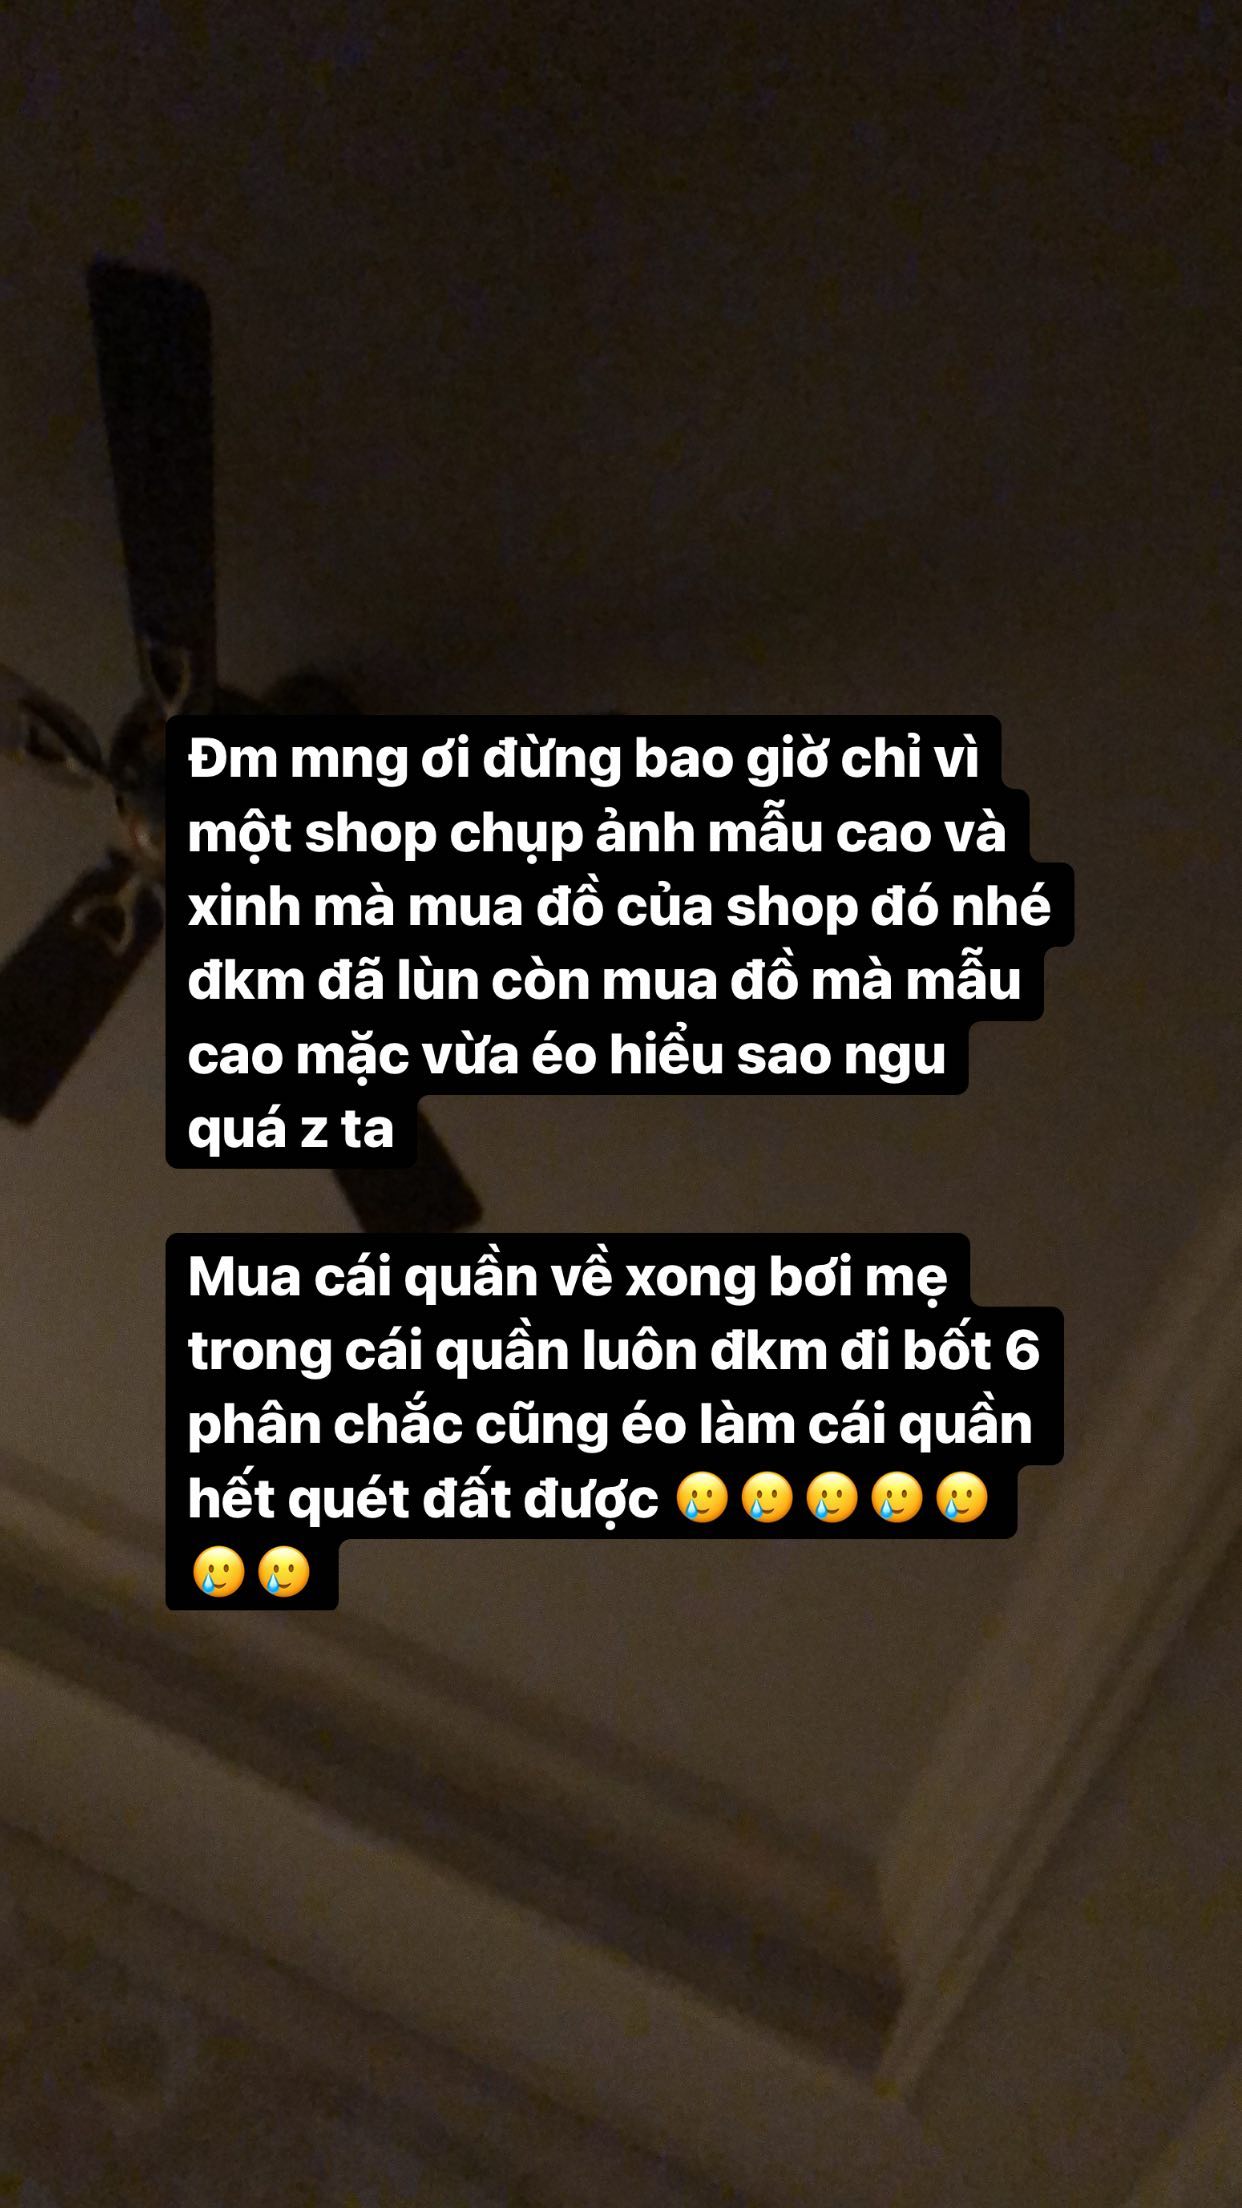 Đm mng ơi đừng bao giờ chỉ vì
một shop chụp ảnh mẫu cao và
xinh mà mua đồ của shop đó nhé
đkm đã lùn còn mua đồ mà mẫu
cao mặc vừa éo hiểu sao ngu
quá z ta
Mua cái quần về xong bơi mẹ
trong cái quần luôn đkm đi bốt 6
phân chắc cũng éo làm cái quần
hết quét đất được 🥲🥲🥲🥲🥲
🥲🥲